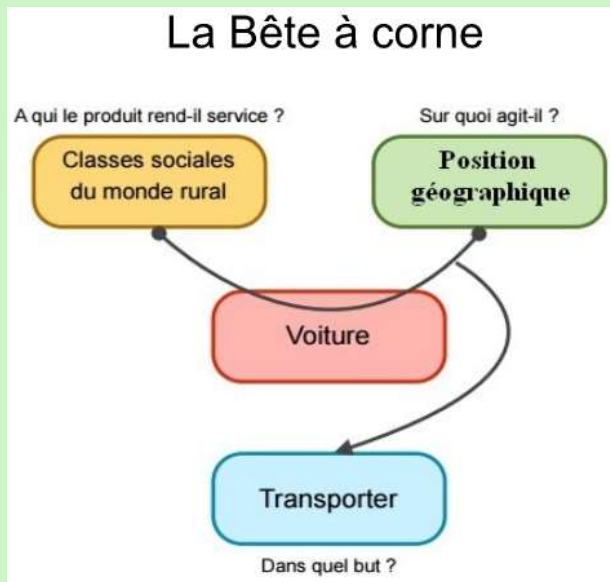 La Bête à corne
A qui le produit rend-il service ?
Sur quoi agit-il ?
Classes sociales
du monde rural
Position
géographique
Voiture
Transporter
Dans quel but ?